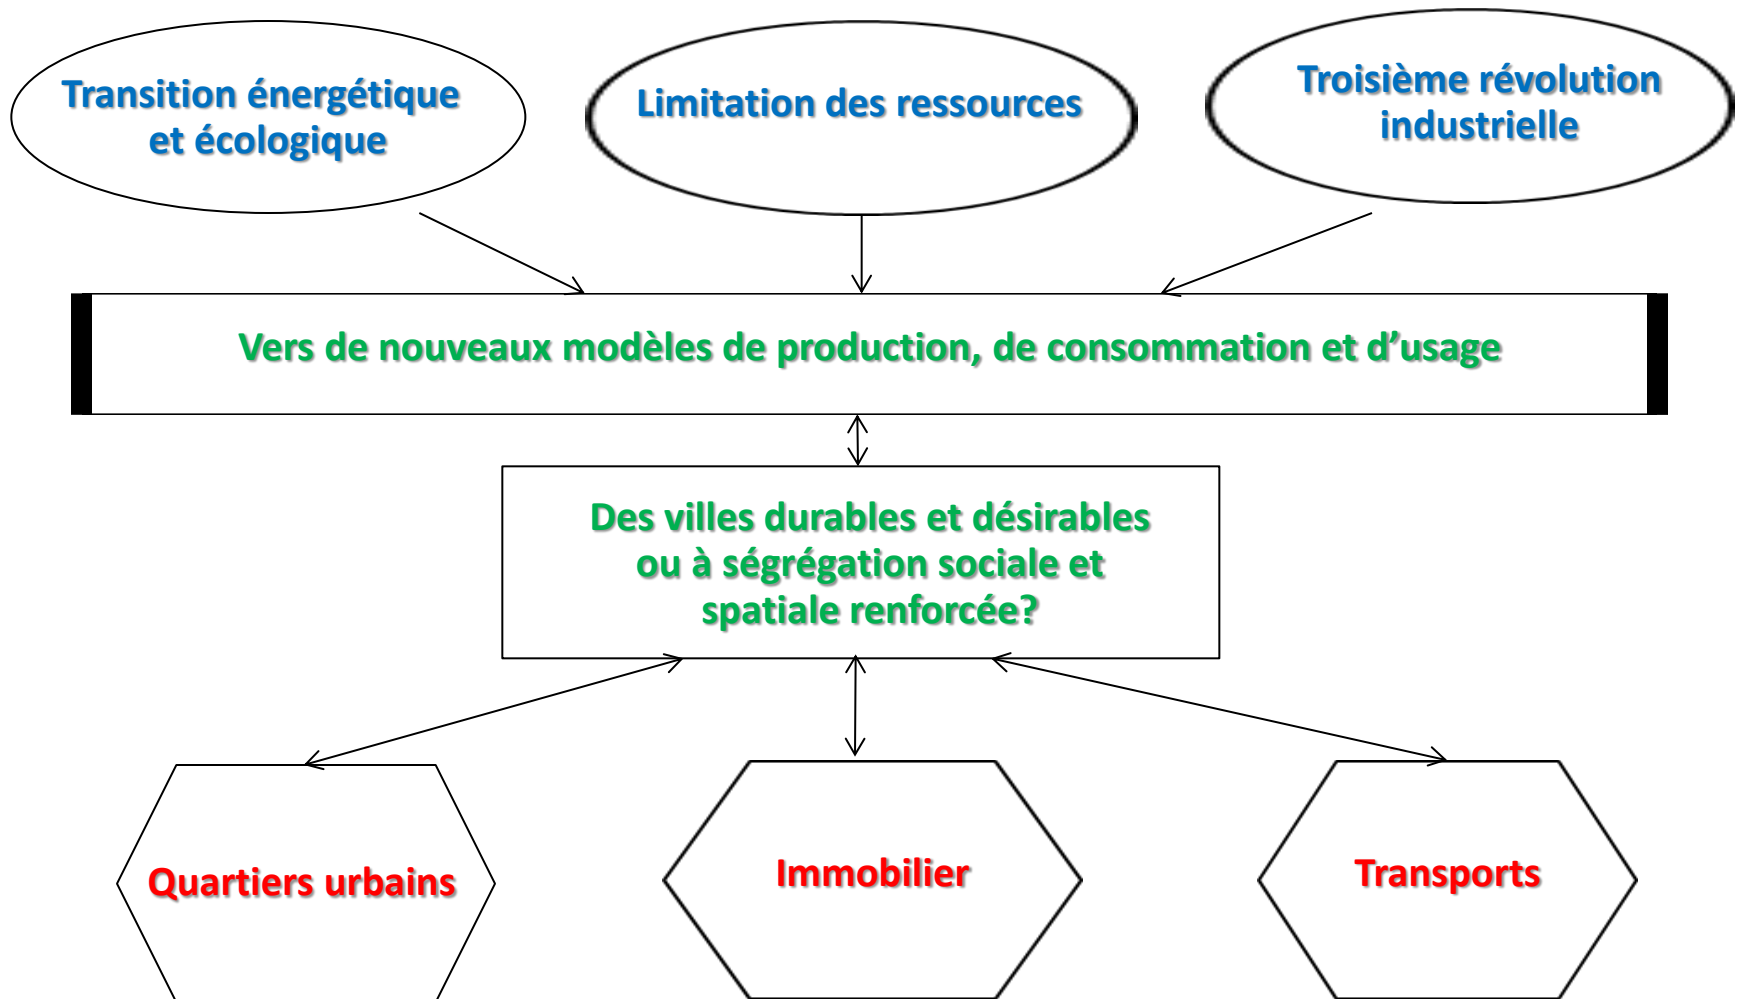 Transition énergétique
et écologique
Limitation des ressources
Troisième révolution
industrielle
Vers de nouveaux modèles de production, de consommation et d’usage
Des villes durables et désirables
ou à ségrégation sociale et
spatiale renforcée?
Quartiers urbains
Immobilier
Transports